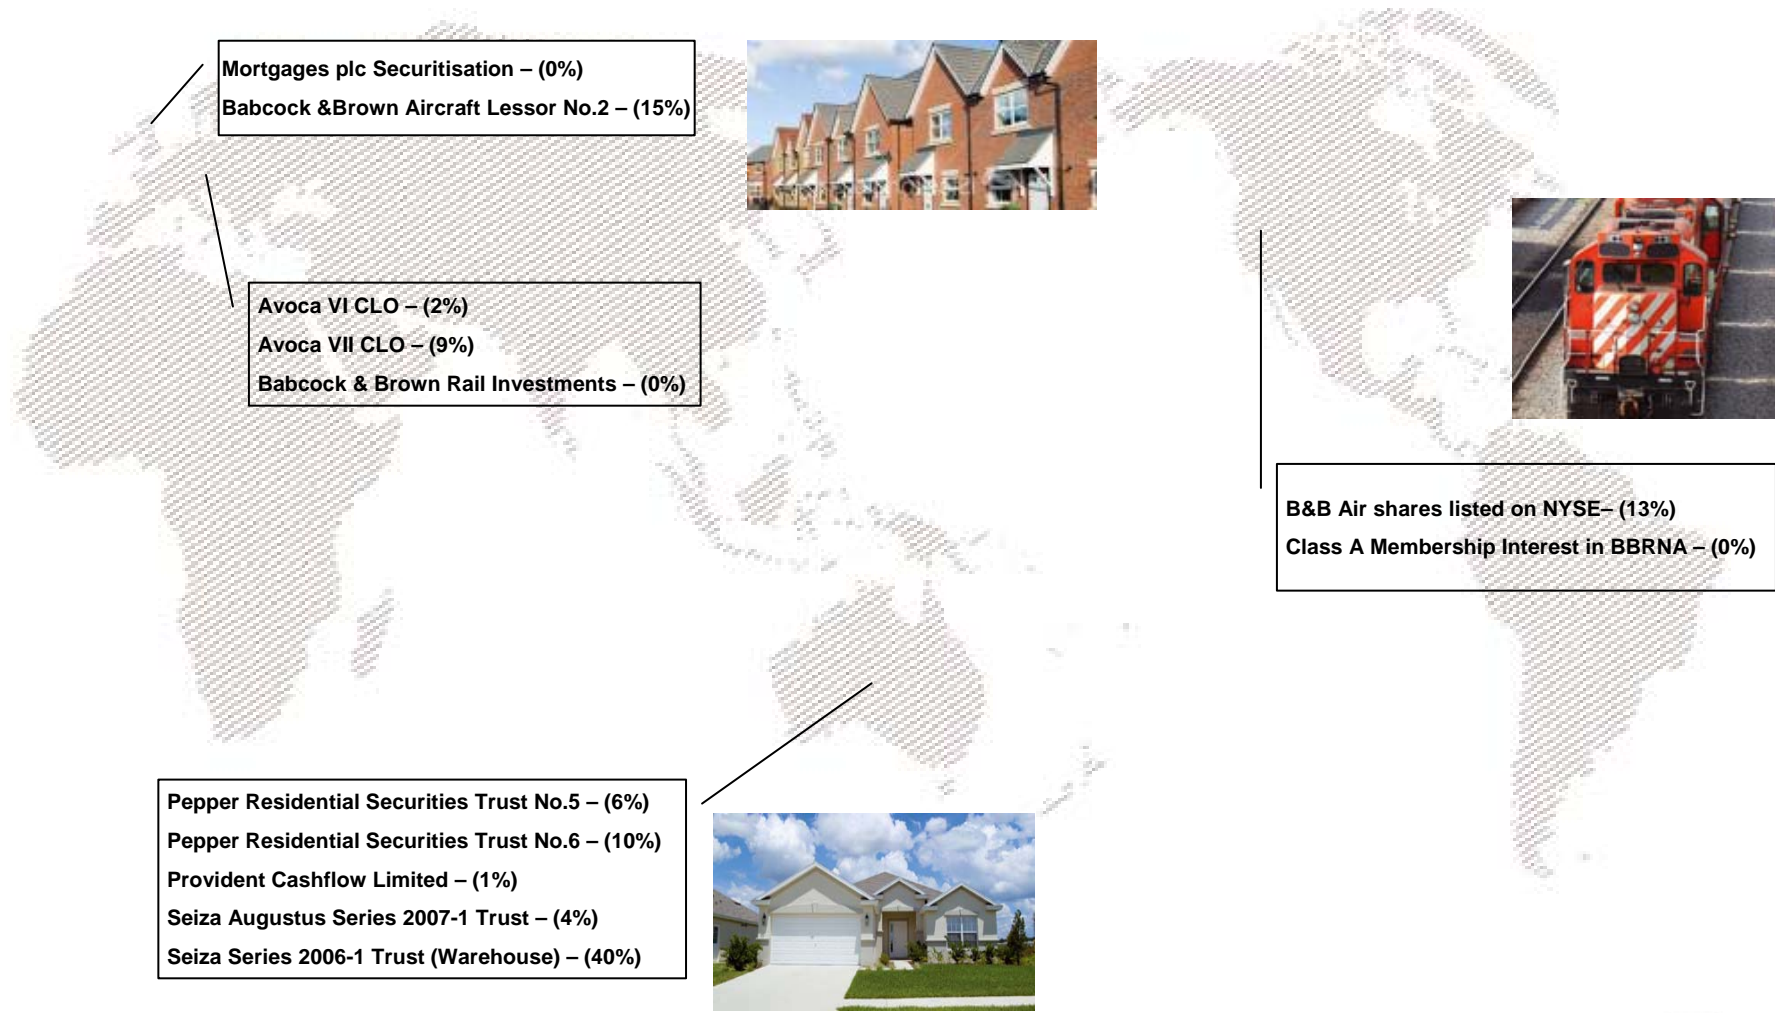 Mortgages plc Securitisation – (0%)
Babcock &Brown Aircraft Lessor No.2 – (15%)
Avoca VI CLO – (2%)
Avoca VII CLO – (9%)
Babcock & Brown Rail Investments – (0%)
B&B Air shares listed on NYSE– (13%)
Class A Membership Interest in BBRNA – (0%)
Pepper Residential Securities Trust No.5 – (6%)
Pepper Residential Securities Trust No.6 – (10%)
Provident Cashflow Limited – (1%)
Seiza Augustus Series 2007-1 Trust – (4%)
Seiza Series 2006-1 Trust (Warehouse) – (40%)